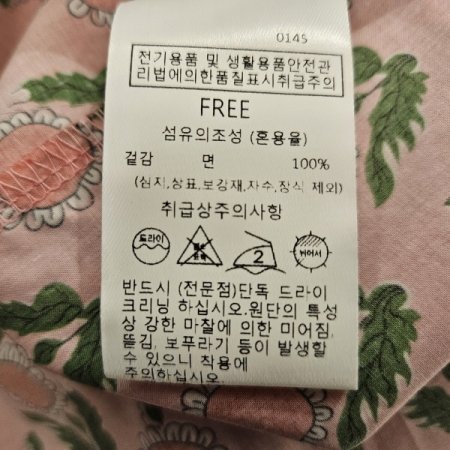 014S
전기용품 및 생활용품안전관
리법에의한품질표시취급주의
FREE
섬유의조성 (혼용율)
겉감 면 100%
(심지,상표,보강재,자수,장식 제외)
취급상주의사항
드라이 2 뉘어서
반드시 (전문점)단독 드라이
크리닝 하십시오.원단의 특성
상 강한 마찰에 의한 미어짐,
뜯김, 보푸라기 등이 발생할
수 있으니 착용에
주의하십시오.